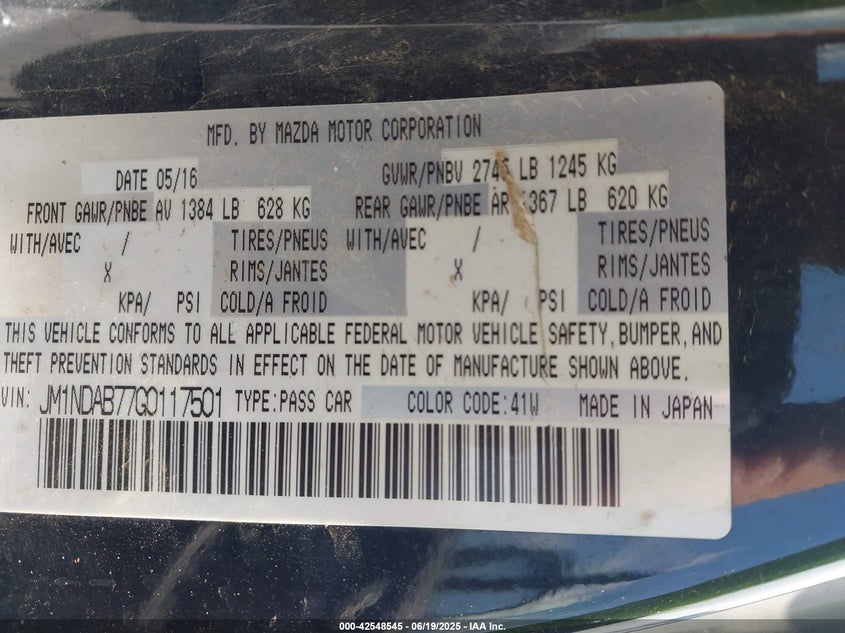 MFD. BY MAZDA MOTOR CORPORATION
DATE 05/16 GVWR/PNBV 2745 LB 1245 KG
FRONT GAWR/PNBE AV 1384 LB 628 KG REAR GAWR/PNBE AR 1367 LB 620 KG
WITH/AVEC / TIRES/PNEUS WITH/AVEC / TIRES/PNEUS
X RIMS/JANTES X RIMS/JANTES
KPA/ PSI COLD/A FROID KPA/ PSI COLD/A FROID
THIS VEHICLE CONFORMS TO ALL APPLICABLE FEDERAL MOTOR VEHICLE SAFETY, BUMPER, AND
THEFT PREVENTION STANDARDS IN EFFECT ON THE DATE OF MANUFACTURE SHOWN ABOVE.
VIN: JM1NDAB77G0117501 TYPE:PASS CAR COLOR CODE:41W MADE IN JAPAN
000-42548545 - 06/19/2025 - IAA Inc.